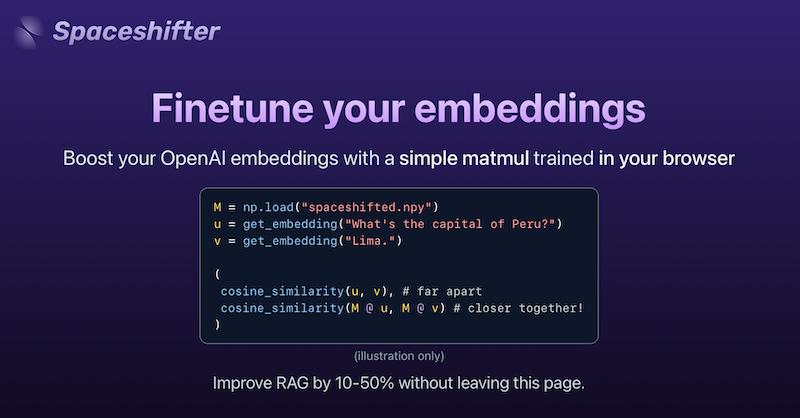 Spaceshifter
Finetune your embeddings
Boost your OpenAI embeddings with a simple matmul trained in your browser
M = np.load("spaceshifted.npy")
u = get_embedding("What's the capital of Peru?")
v = get_embedding("Lima.")
(
cosine_similarity(u, v), # far apart
cosine_similarity(M @ u, M @ v) # closer together!
)
(illustration only)
Improve RAG by 10-50% without leaving this page.